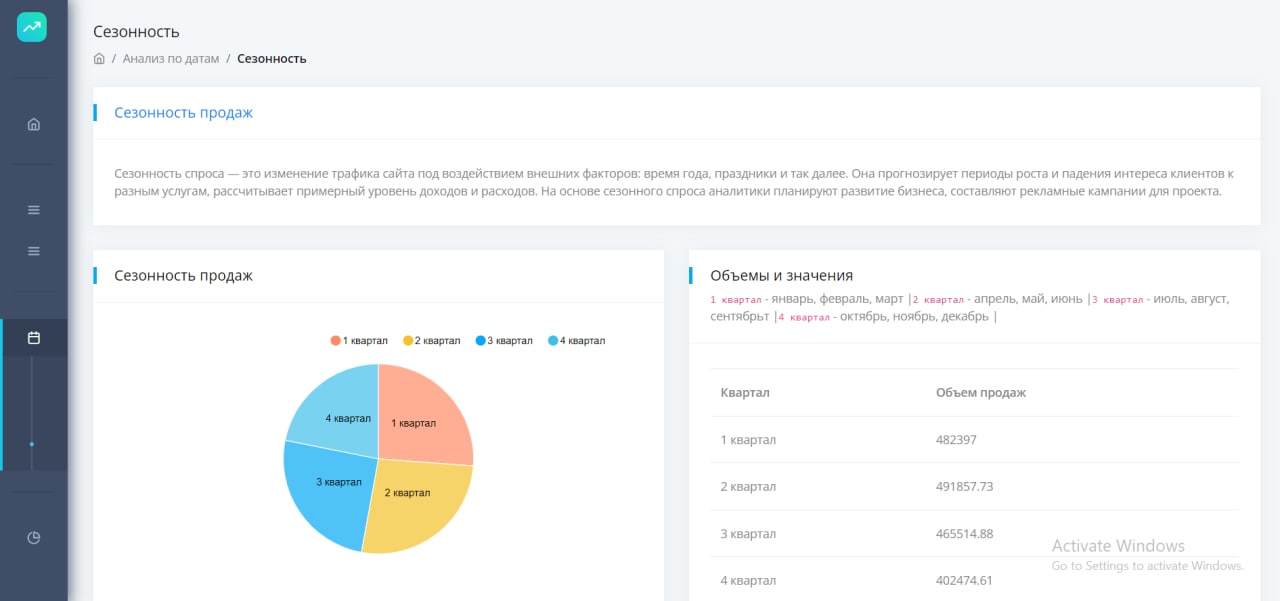 Сезонность
/ Анализ по датам / Сезонность
Сезонность продаж
Сезонность спроса — это изменение трафика сайта под воздействием внешних факторов: время года, праздники и так далее. Она прогнозирует периоды роста и падения интереса клиентов к
разным услугам, рассчитывает примерный уровень доходов и расходов. На основе сезонного спроса аналитики планируют развитие бизнеса, составляют рекламные кампании для проекта.
Сезонность продаж
1 квартал 2 квартал 3 квартал 4 квартал
4 квартал
1 квартал
3 квартал
2 квартал
Объемы и значения
1 квартал - январь, февраль, март |2 квартал - апрель, май, июнь |3 квартал - июль, август,
сентябрьт |4 квартал - октябрь, ноябрь, декабрь |
Квартал Объем продаж
1 квартал 482397
2 квартал 491857.73
3 квартал 465514.88
4 квартал 402474.61
Activate Windows
Go to Settings to activate Windows.